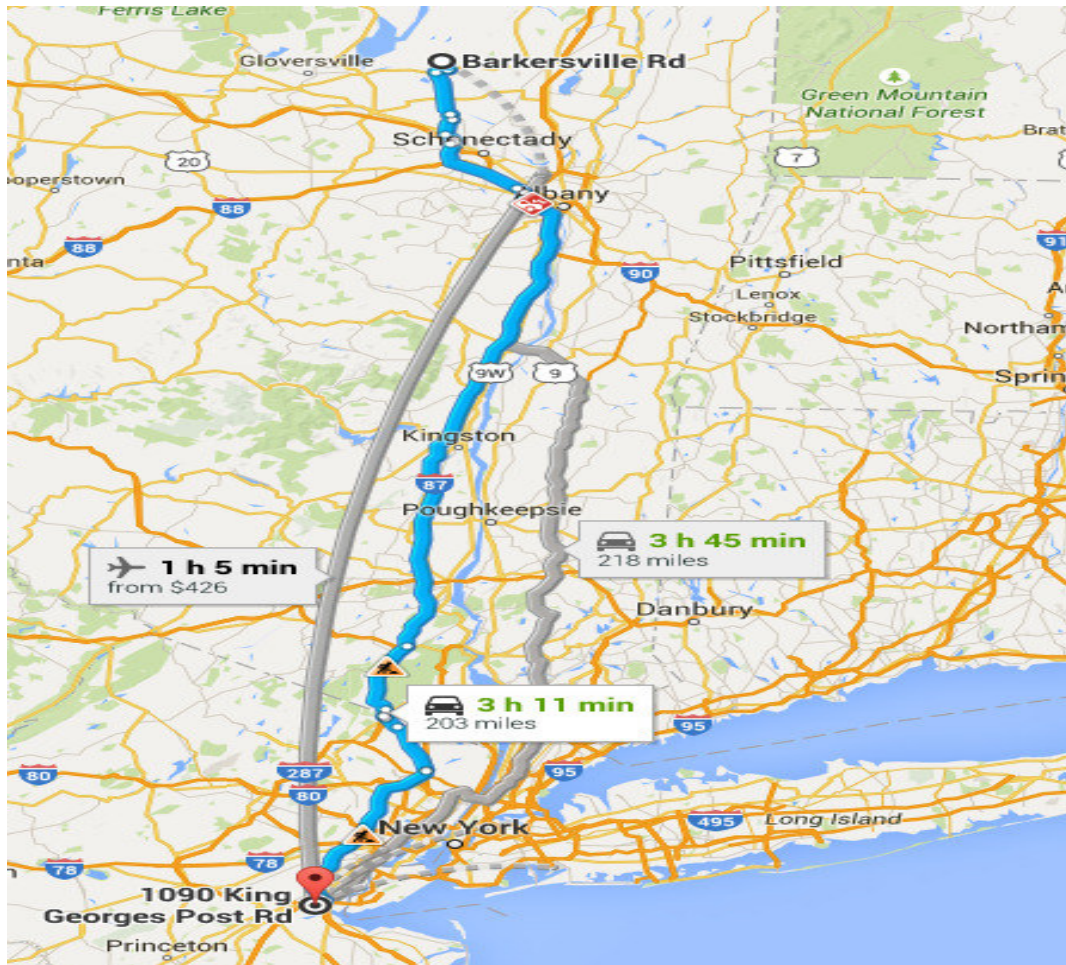 Ferris Lake
Gloversville
Barkersville Rd
Green Mountain
National Forest
Schenectady
20
7
ooperstown
88
Albany
91
88
nta
90
Pittsfield
Lenox
Stockbridge
Northam
9W
9
Sprin
Kingston
87
Poughkeepsie
3 h 45 min
218 miles
1 h 5 min
from $426
Danbury
3 h 11 min
203 miles
95
80
287
95
80
495
Long Island
New York
78
78
1090 King
Georges Post Rd
Princeton